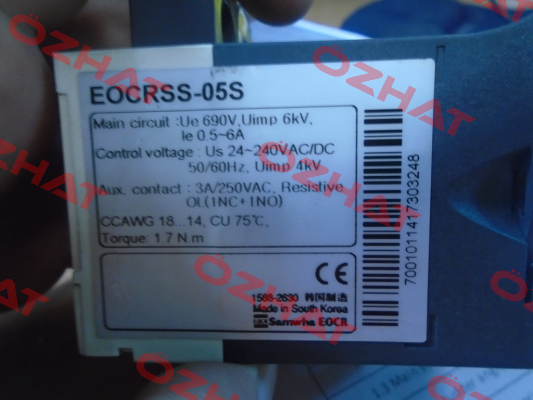 EOCRSS-05S
Main circuit : Ue 690V, Uimp 6kV,
Ie 0.5~6A
Control voltage : Us 24~240VAC/DC
50/60Hz, Uimp 4kV
Aux. contact : 3A/250VAC, Resistive
OL(1NC+1NO)
CCAWG 18...14, CU 75℃,
Torque: 1.7 N.m
CE
1588-2630 韩国制造
Made in South Korea
Samwha EOCR
7001011417303248
OZHAT
OZHAT
OZHAT
OZHAT
OZHAT
OZHAT
OZHAT